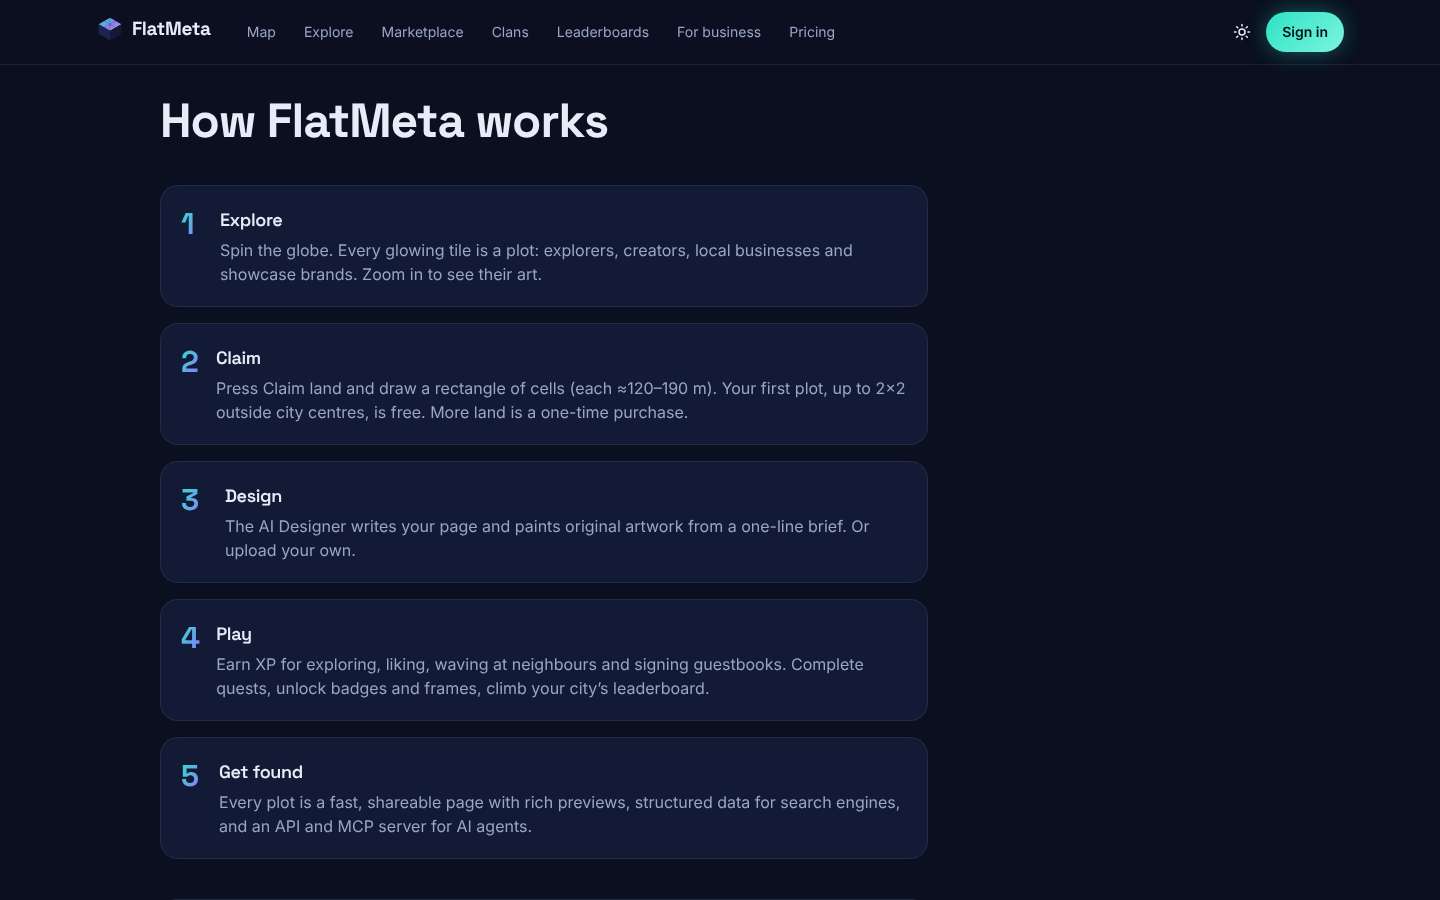 FlatMeta
Map
Explore
Marketplace
Clans
Leaderboards
For business
Pricing
Sign in
How FlatMeta works
1
Explore
Spin the globe. Every glowing tile is a plot: explorers, creators, local businesses and
showcase brands. Zoom in to see their art.
2
Claim
Press Claim land and draw a rectangle of cells (each ≈120–190 m). Your first plot, up to 2×2
outside city centres, is free. More land is a one-time purchase.
3
Design
The AI Designer writes your page and paints original artwork from a one-line brief. Or
upload your own.
4
Play
Earn XP for exploring, liking, waving at neighbours and signing guestbooks. Complete
quests, unlock badges and frames, climb your city’s leaderboard.
5
Get found
Every plot is a fast, shareable page with rich previews, structured data for search engines,
and an API and MCP server for AI agents.